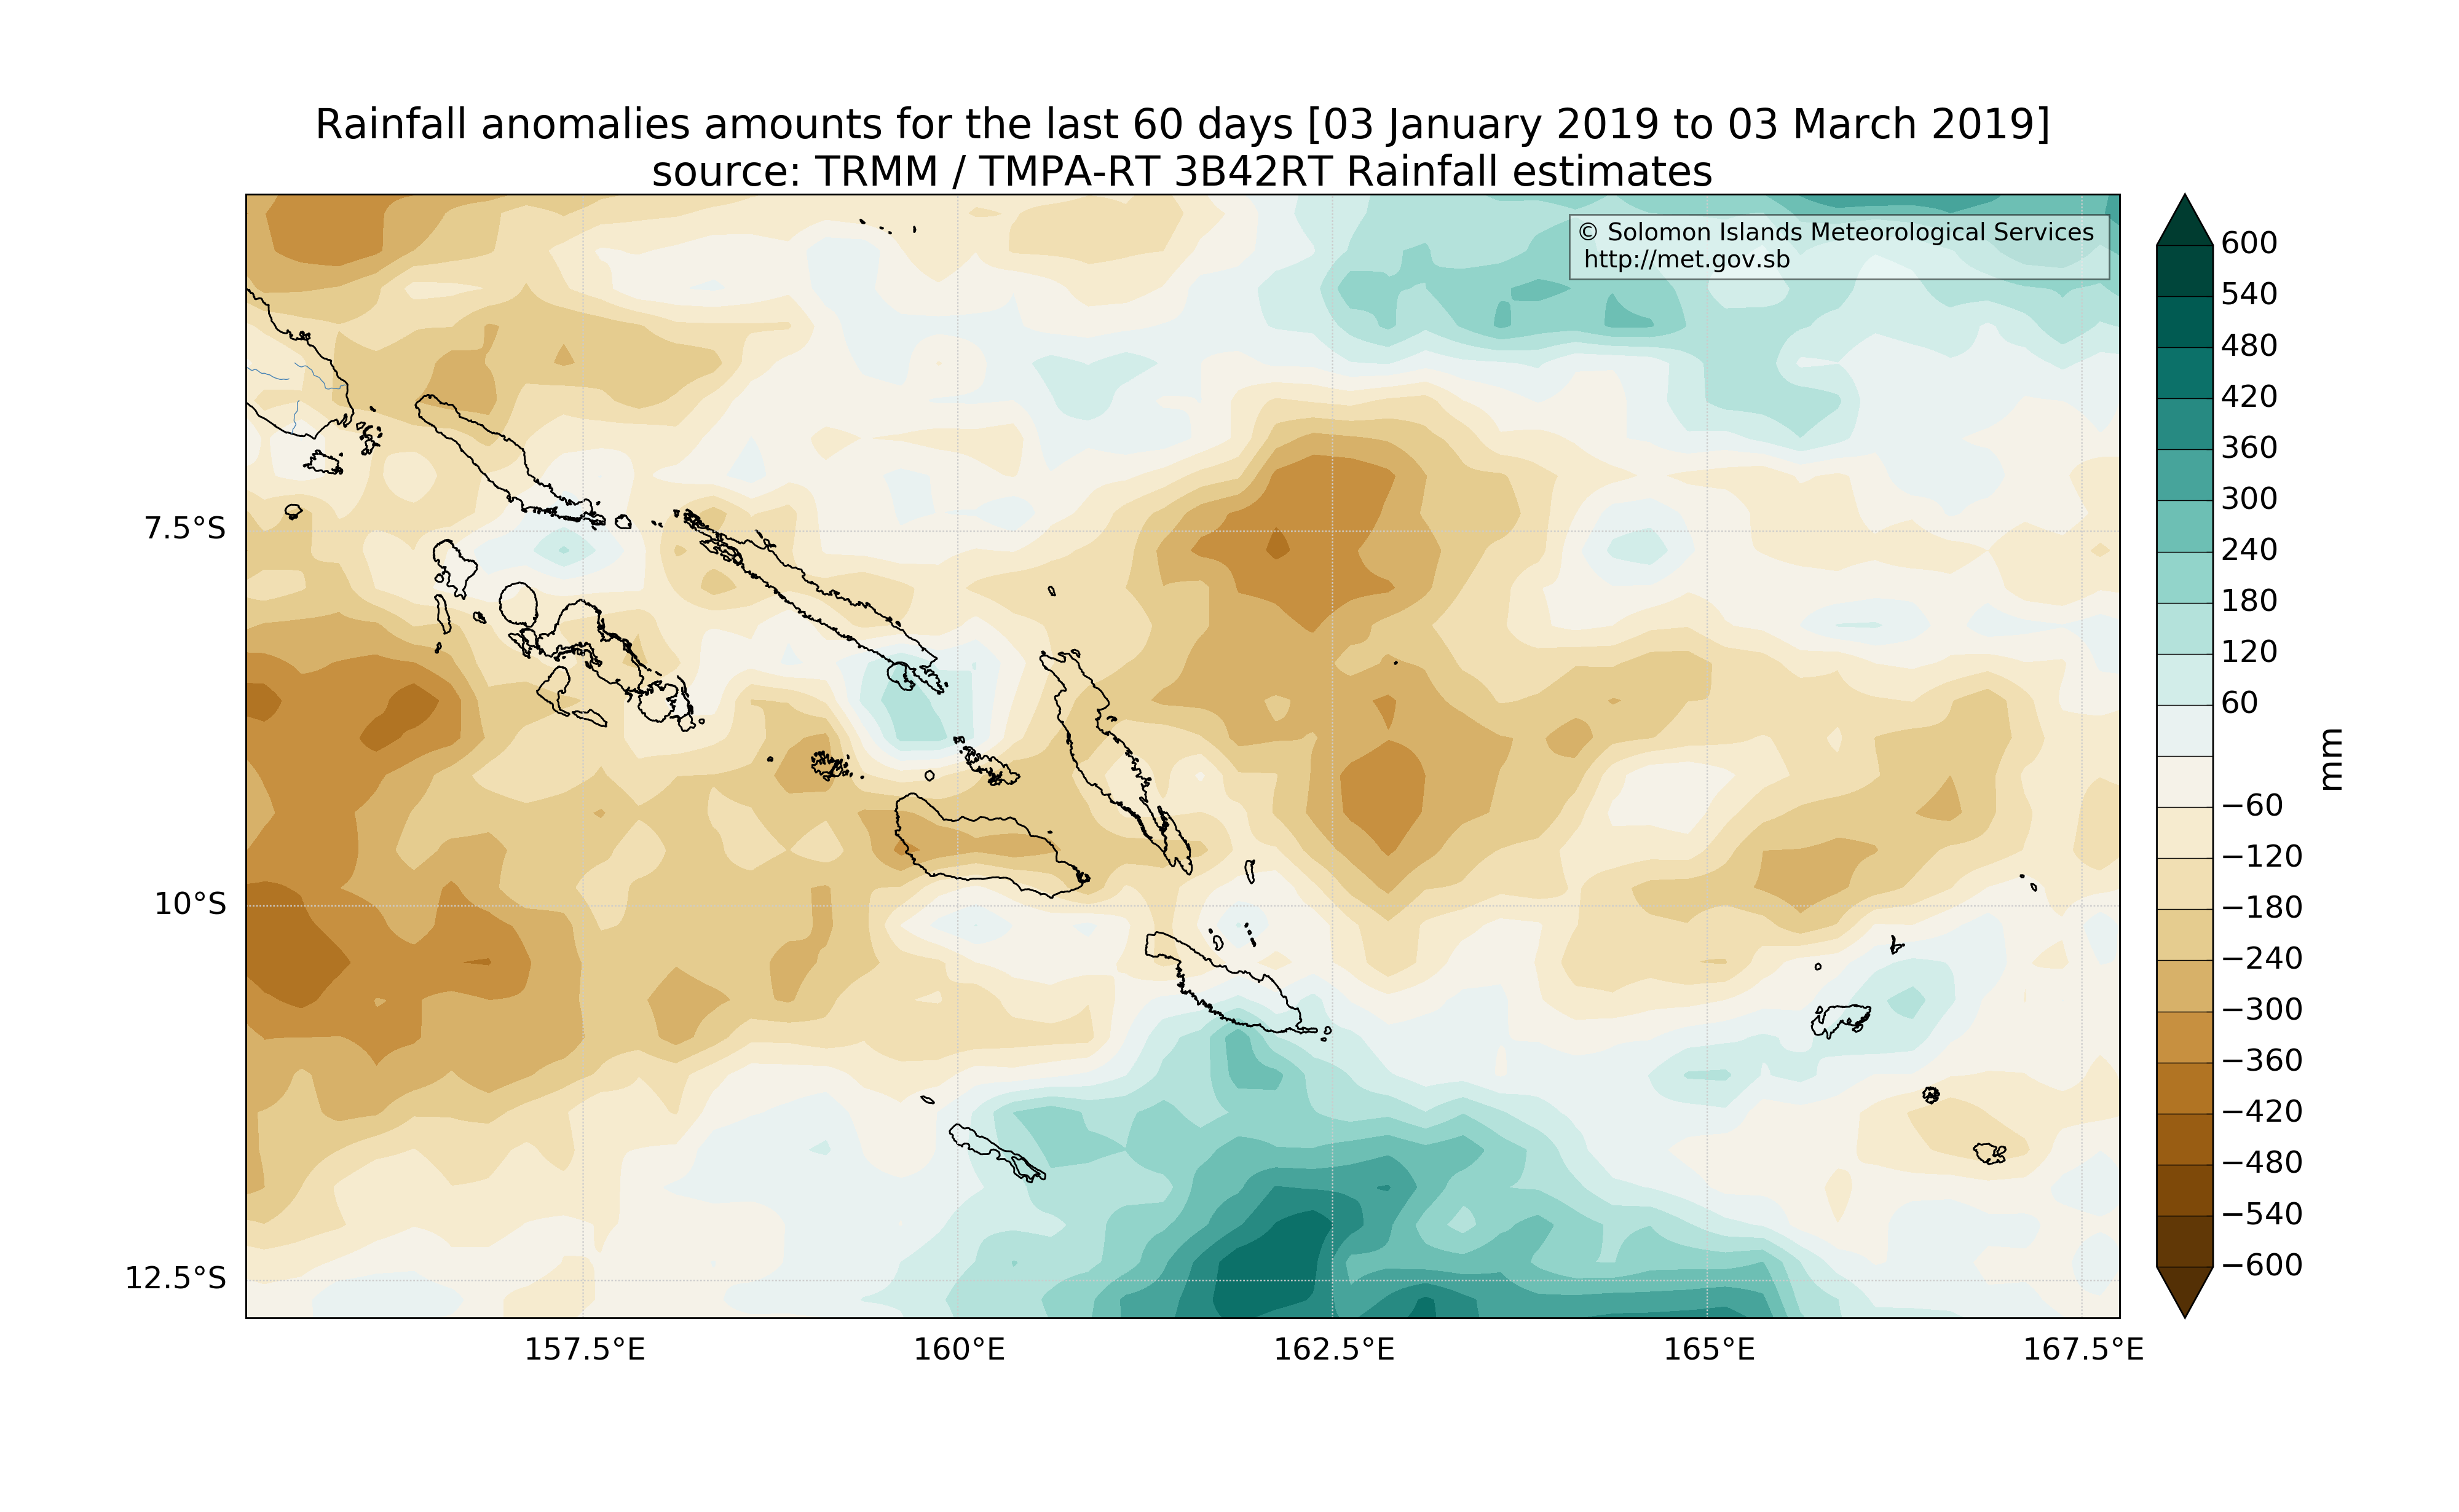 Rainfall anomalies amounts for the last 60 days [03 January 2019 to 03 March 2019]
source: TRMM / TMPA-RT 3B42RT Rainfall estimates
© Solomon Islands Meteorological Services
http://met.gov.sb
7.5°S
10°S
12.5°S
157.5°E
160°E
162.5°E
165°E
167.5°E
600
540
480
420
360
300
240
180
120
60
−60
−120
−180
−240
−300
−360
−420
−480
−540
−600
mm